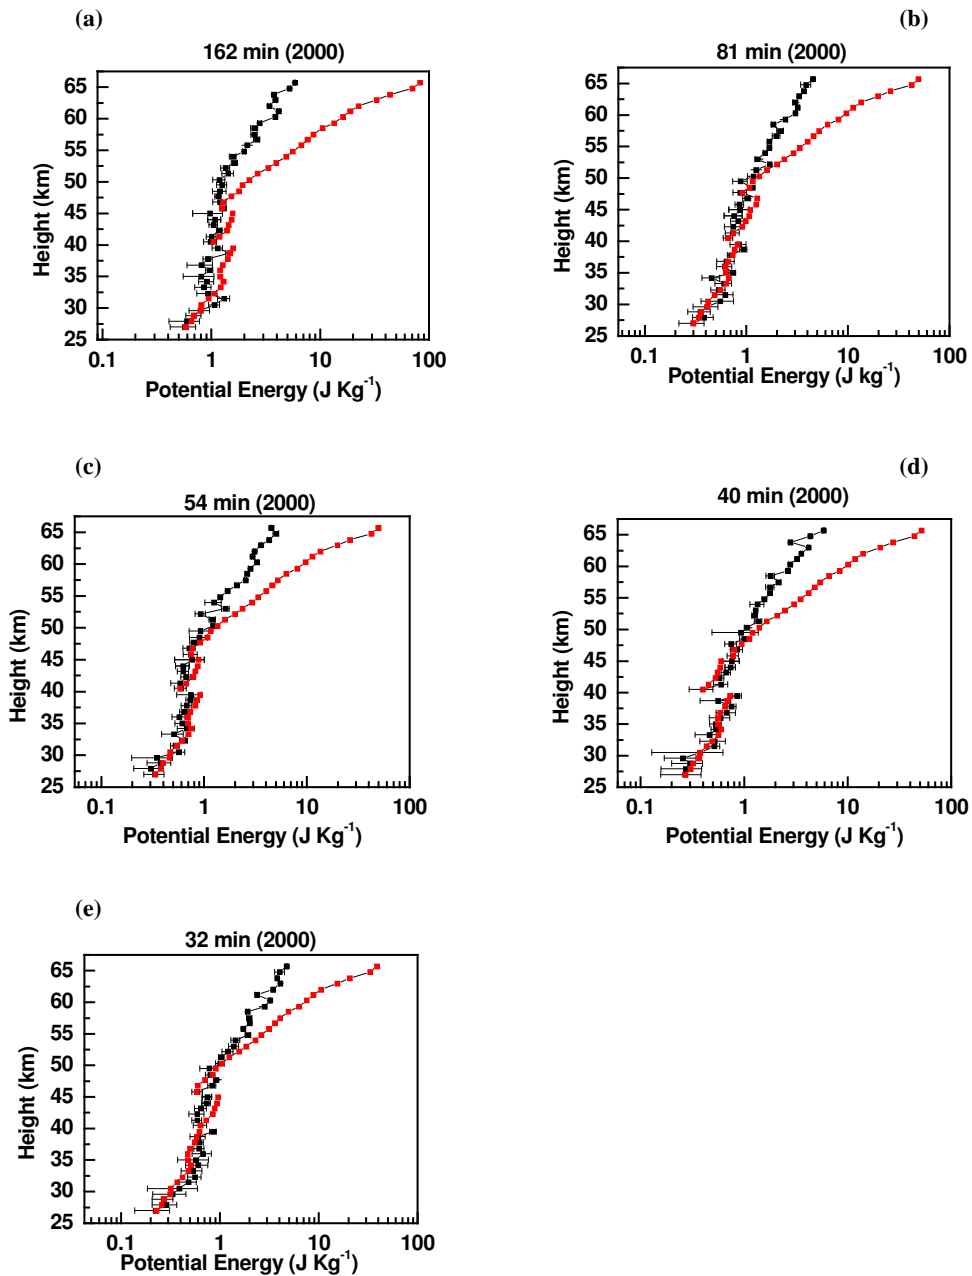 (a)
162 min (2000)
65
60
55
50
45
40
35
30
25
Height (km)
0.1 1 10 100
Potential Energy (J Kg-1)
(b)
81 min (2000)
65
60
55
50
45
40
35
30
25
Height (km)
0.1 1 10 100
Potential Energy (J kg-1)
(c)
54 min (2000)
65
60
55
50
45
40
35
30
25
Height (km)
0.1 1 10 100
Potential Energy (J Kg-1)
(d)
40 min (2000)
65
60
55
50
45
40
35
30
25
Height (km)
0.1 1 10 100
Potential Energy (J Kg-1)
(e)
32 min (2000)
65
60
55
50
45
40
35
30
25
Height (km)
0.1 1 10 100
Potential Energy (J Kg-1)